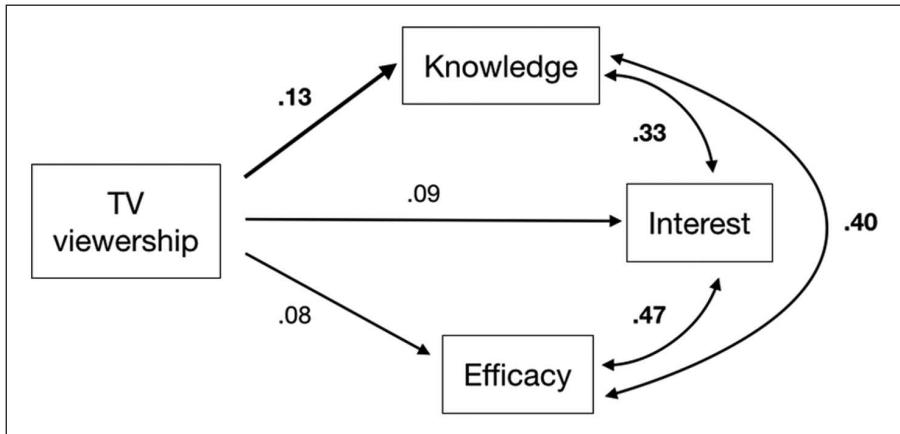 Knowledge
.13
.33
TV
viewership
.09
Interest
.40
.08
.47
Efficacy